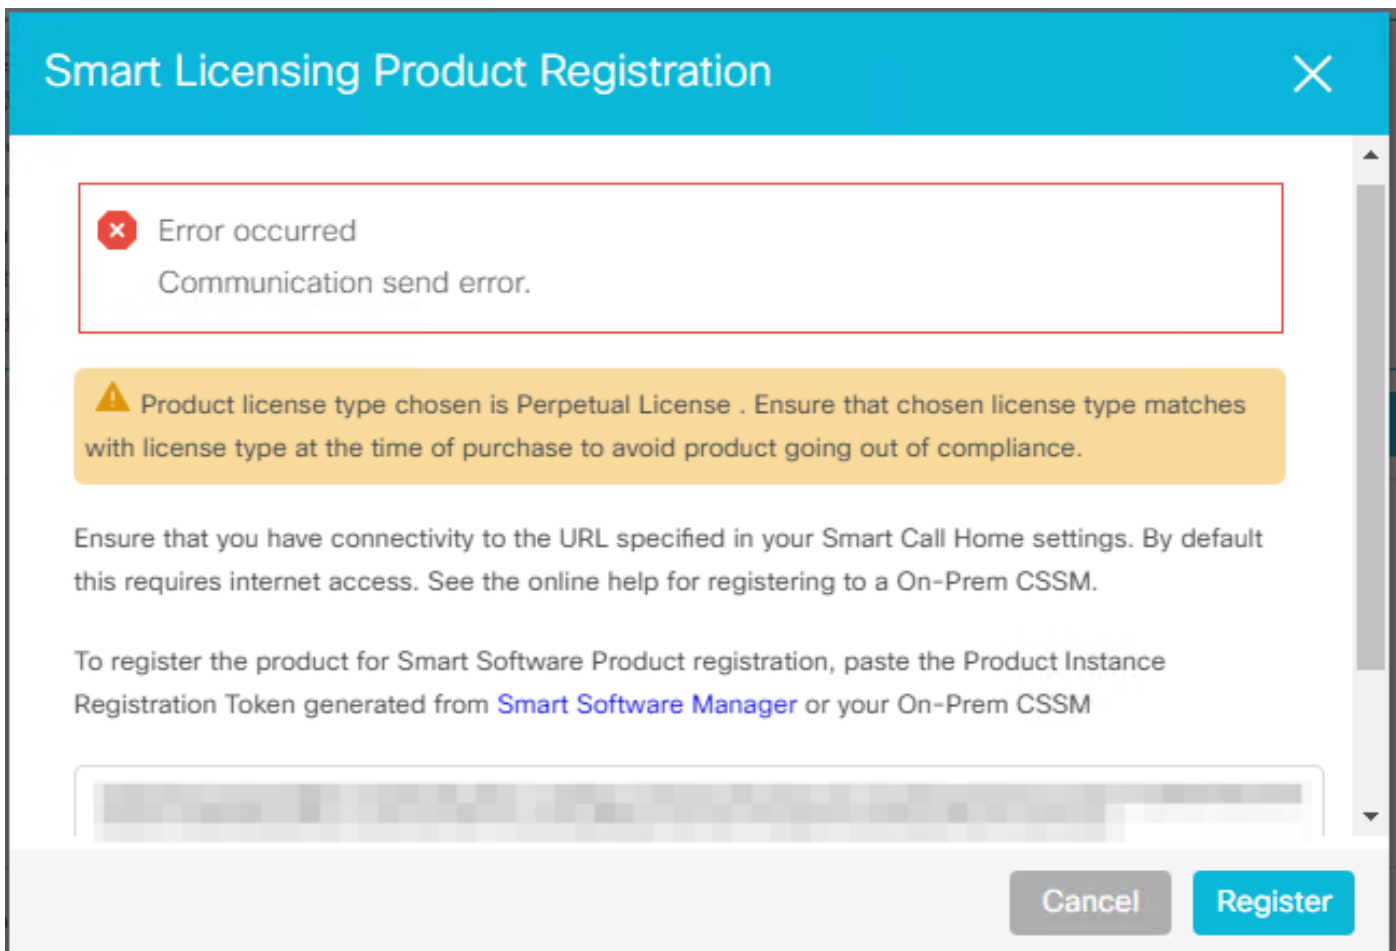 Smart Licensing Product Registration
Error occurred
Communication send error.
Product license type chosen is Perpetual License . Ensure that chosen license type matches
with license type at the time of purchase to avoid product going out of compliance.
Ensure that you have connectivity to the URL specified in your Smart Call Home settings. By default
this requires internet access. See the online help for registering to a On-Prem CSSM.
To register the product for Smart Software Product registration, paste the Product Instance
Registration Token generated from Smart Software Manager or your On-Prem CSSM
Cancel
Register